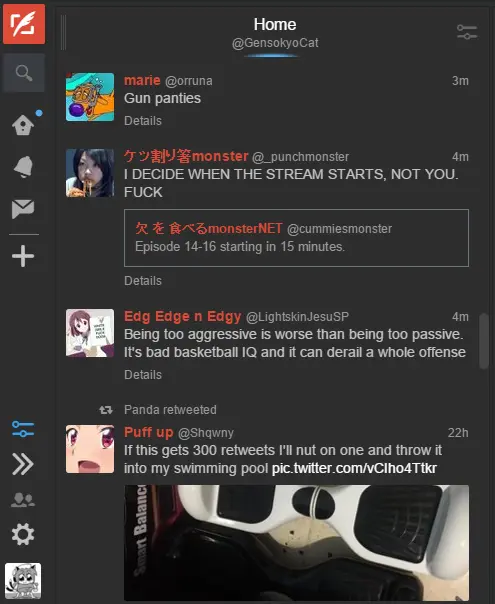 Home
@GensokyoCat
marie @orruna 3m
Gun panties
Details
ケツ割り箸monster @_punchmonster 4m
I DECIDE WHEN THE STREAM STARTS, NOT YOU.
FUCK
欠 を 食べるmonsterNET @cummiesmonster
Episode 14-16 starting in 15 minutes.
Details
Edg Edge n Edgy @LightskinJesuSP 4m
Being too aggressive is worse than being too passive.
It's bad basketball IQ and it can derail a whole offense
Details
Panda retweeted
Puff up @Shqwny 22h
If this gets 300 retweets I'll nut on one and throw it
into my swimming pool pic.twitter.com/vClho4Ttkr
Smart Balance